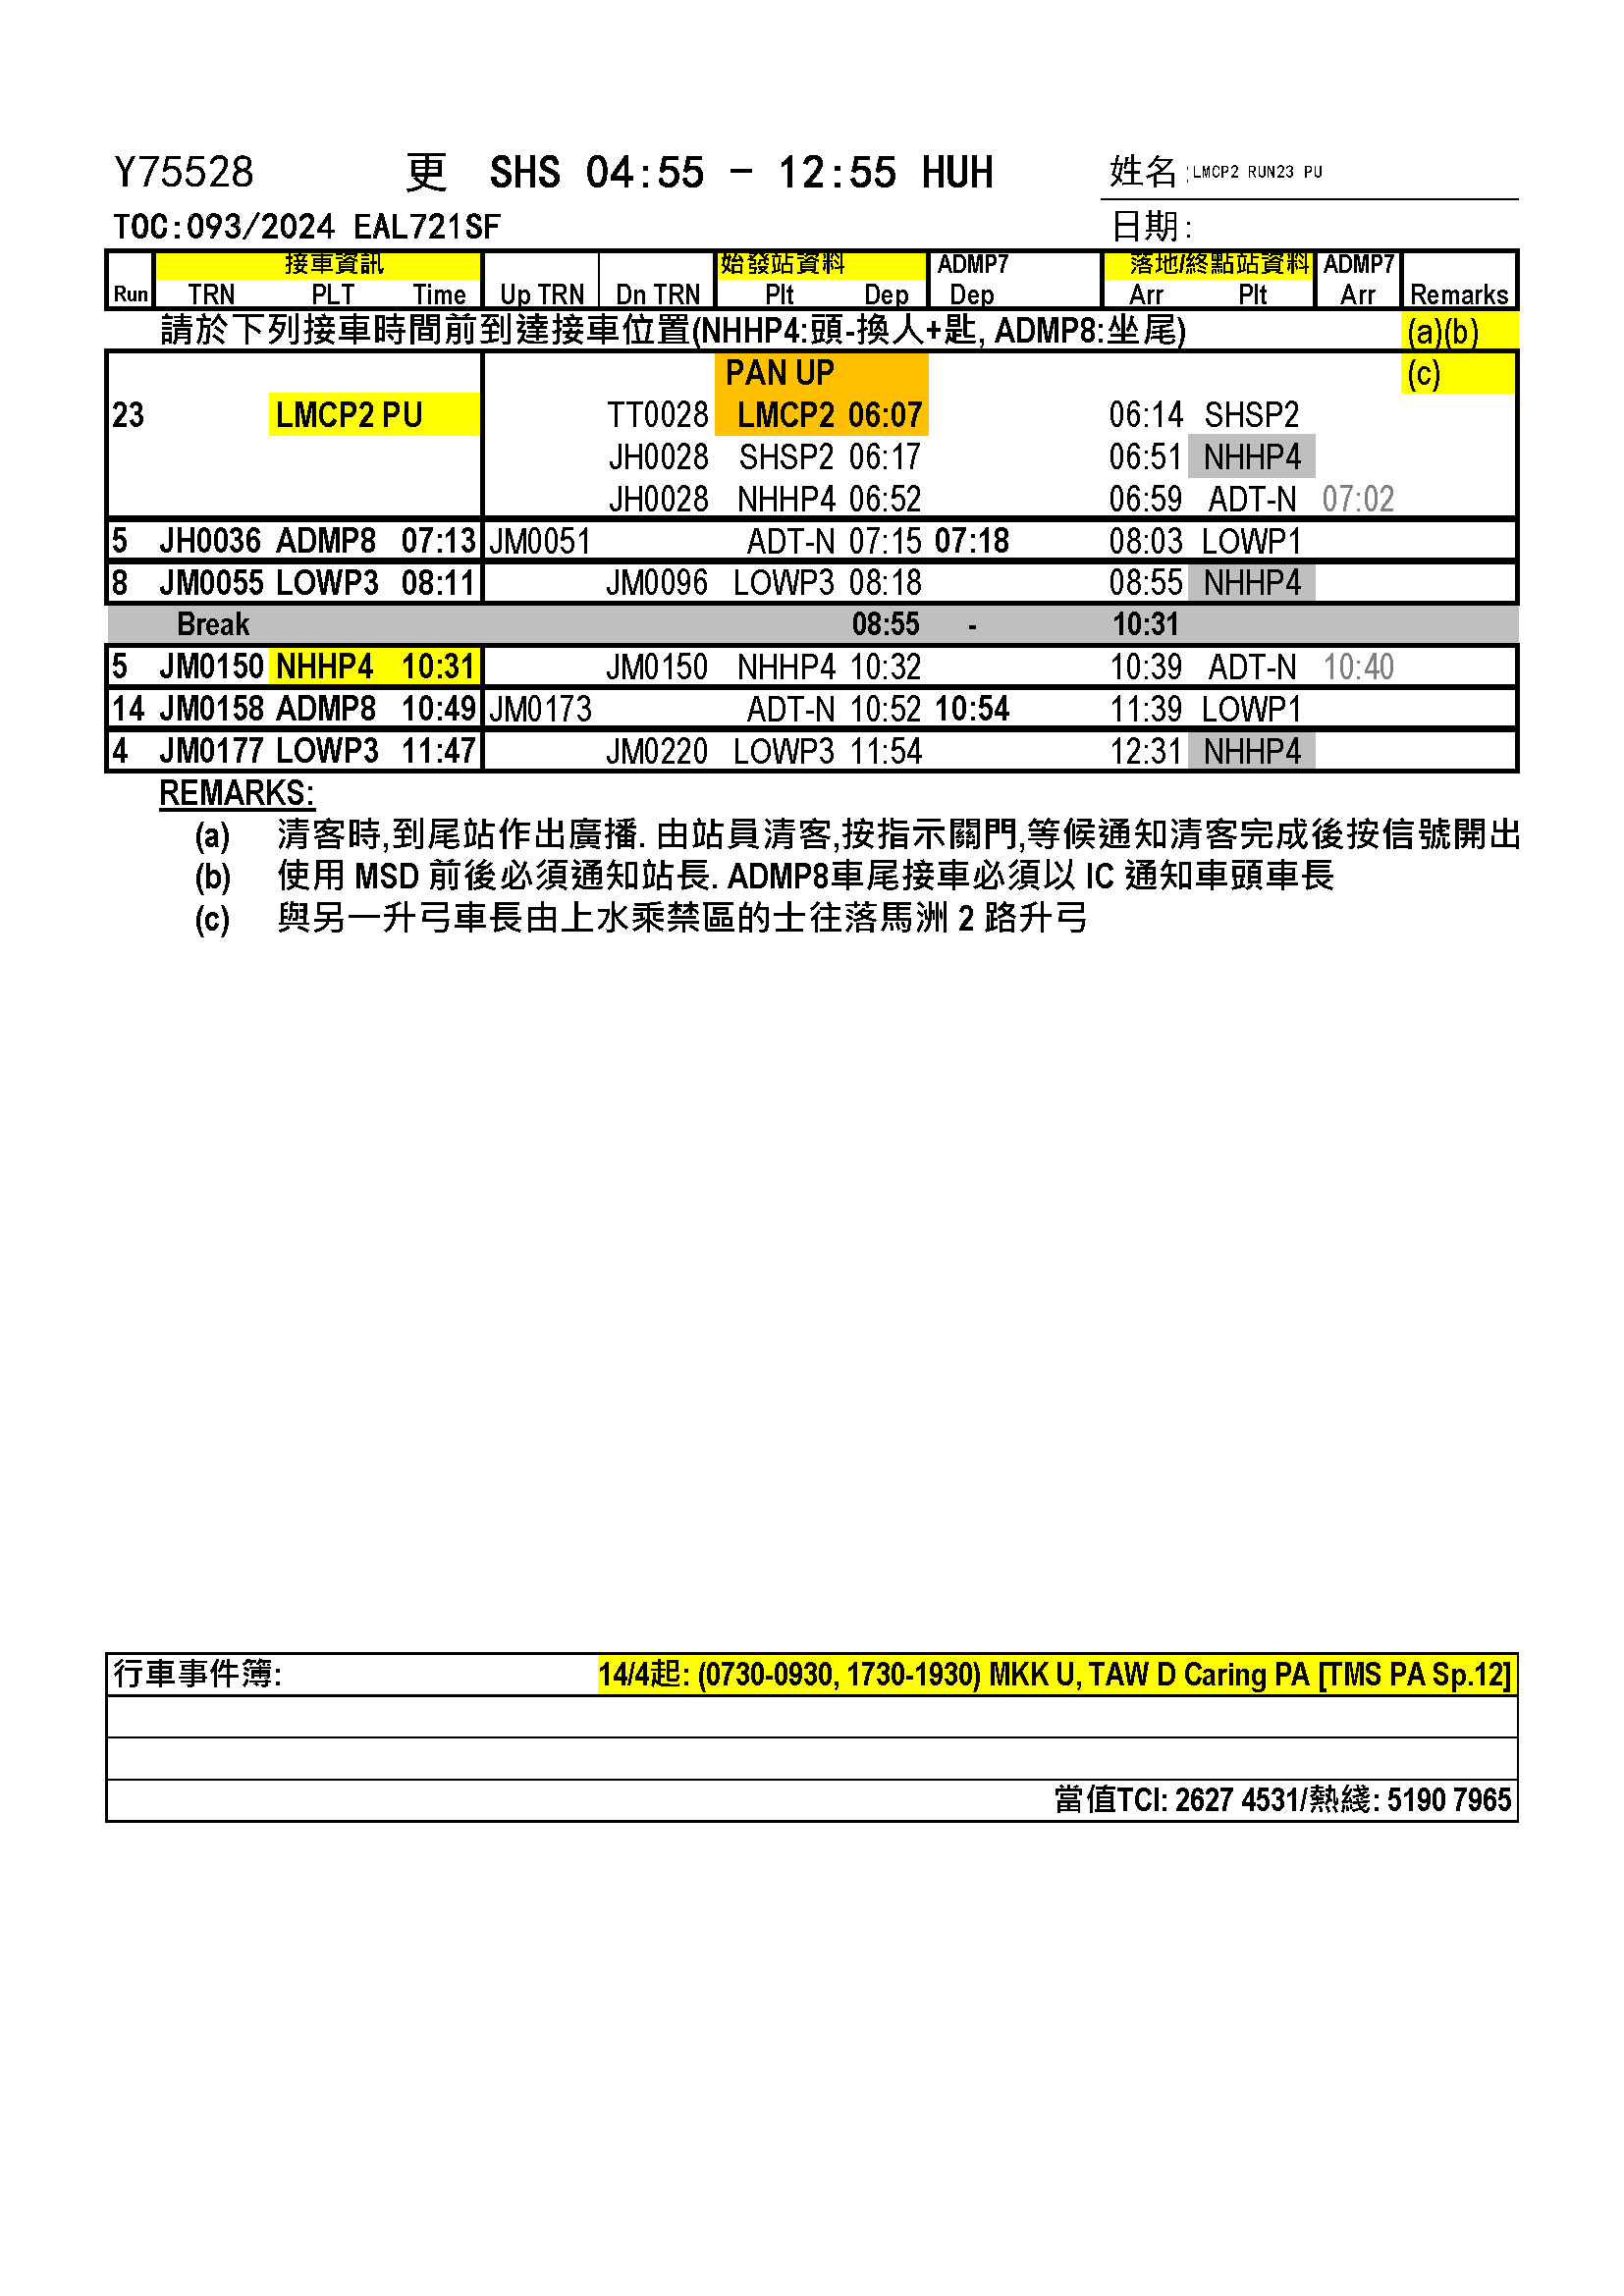 Y75528 更 SHS 04:55 - 12:55 HUH 姓名:LMCP2 RUN23 PU
TOC:093/2024 EAL721SF 日期:
接車資訊 始發站資料 ADMP7 落地/終點站資料 ADMP7
Run TRN PLT Time Up TRN Dn TRN Plt Dep Dep Arr Plt Arr Remarks
請於下列接車時間前到達接車位置(NHHP4:頭-換人+匙, ADMP8:坐尾) (a)(b)
PAN UP (c)
23 LMCP2 PU TT0028 LMCP2 06:07 06:14 SHSP2
JH0028 SHSP2 06:17 06:51 NHHP4
JH0028 NHHP4 06:52 06:59 ADT-N 07:02
5 JH0036 ADMP8 07:13 JM0051 ADT-N 07:15 07:18 08:03 LOWP1
8 JM0055 LOWP3 08:11 JM0096 LOWP3 08:18 08:55 NHHP4
Break 08:55 - 10:31
5 JM0150 NHHP4 10:31 JM0150 NHHP4 10:32 10:39 ADT-N 10:40
14 JM0158 ADMP8 10:49 JM0173 ADT-N 10:52 10:54 11:39 LOWP1
4 JM0177 LOWP3 11:47 JM0220 LOWP3 11:54 12:31 NHHP4
REMARKS:
(a) 清客時,到尾站作出廣播. 由站員清客,按指示關門,等候通知清客完成後按信號開出
(b) 使用 MSD 前後必須通知站長. ADMP8車尾接車必須以 IC 通知車頭車長
(c) 與另一升弓車長由上水乘禁區的士往落馬洲 2 路升弓
行車事件簿: 14/4起: (0730-0930, 1730-1930) MKK U, TAW D Caring PA [TMS PA Sp.12]
當值TCI: 2627 4531/熱綫: 5190 7965